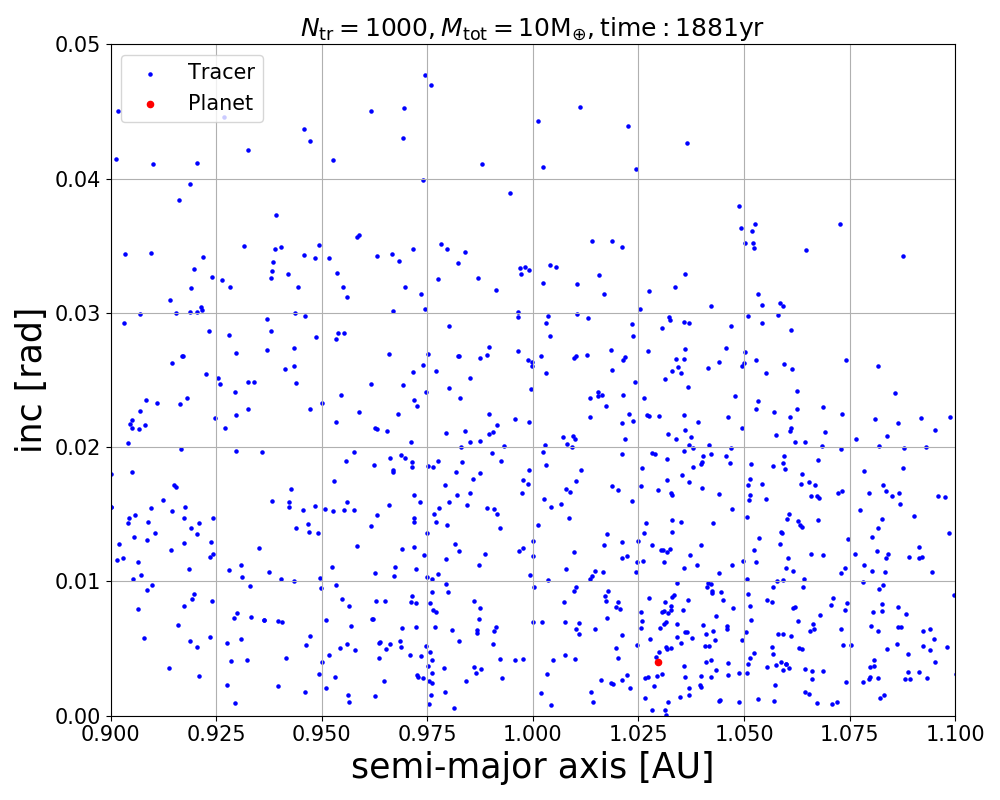 N_tr = 1000, M_tot = 10M_⊕, time : 1881yr
Tracer
Planet
0.05
0.04
0.03
0.02
0.01
0.00
inc [rad]
0.900 0.925 0.950 0.975 1.000 1.025 1.050 1.075 1.100
semi-major axis [AU]